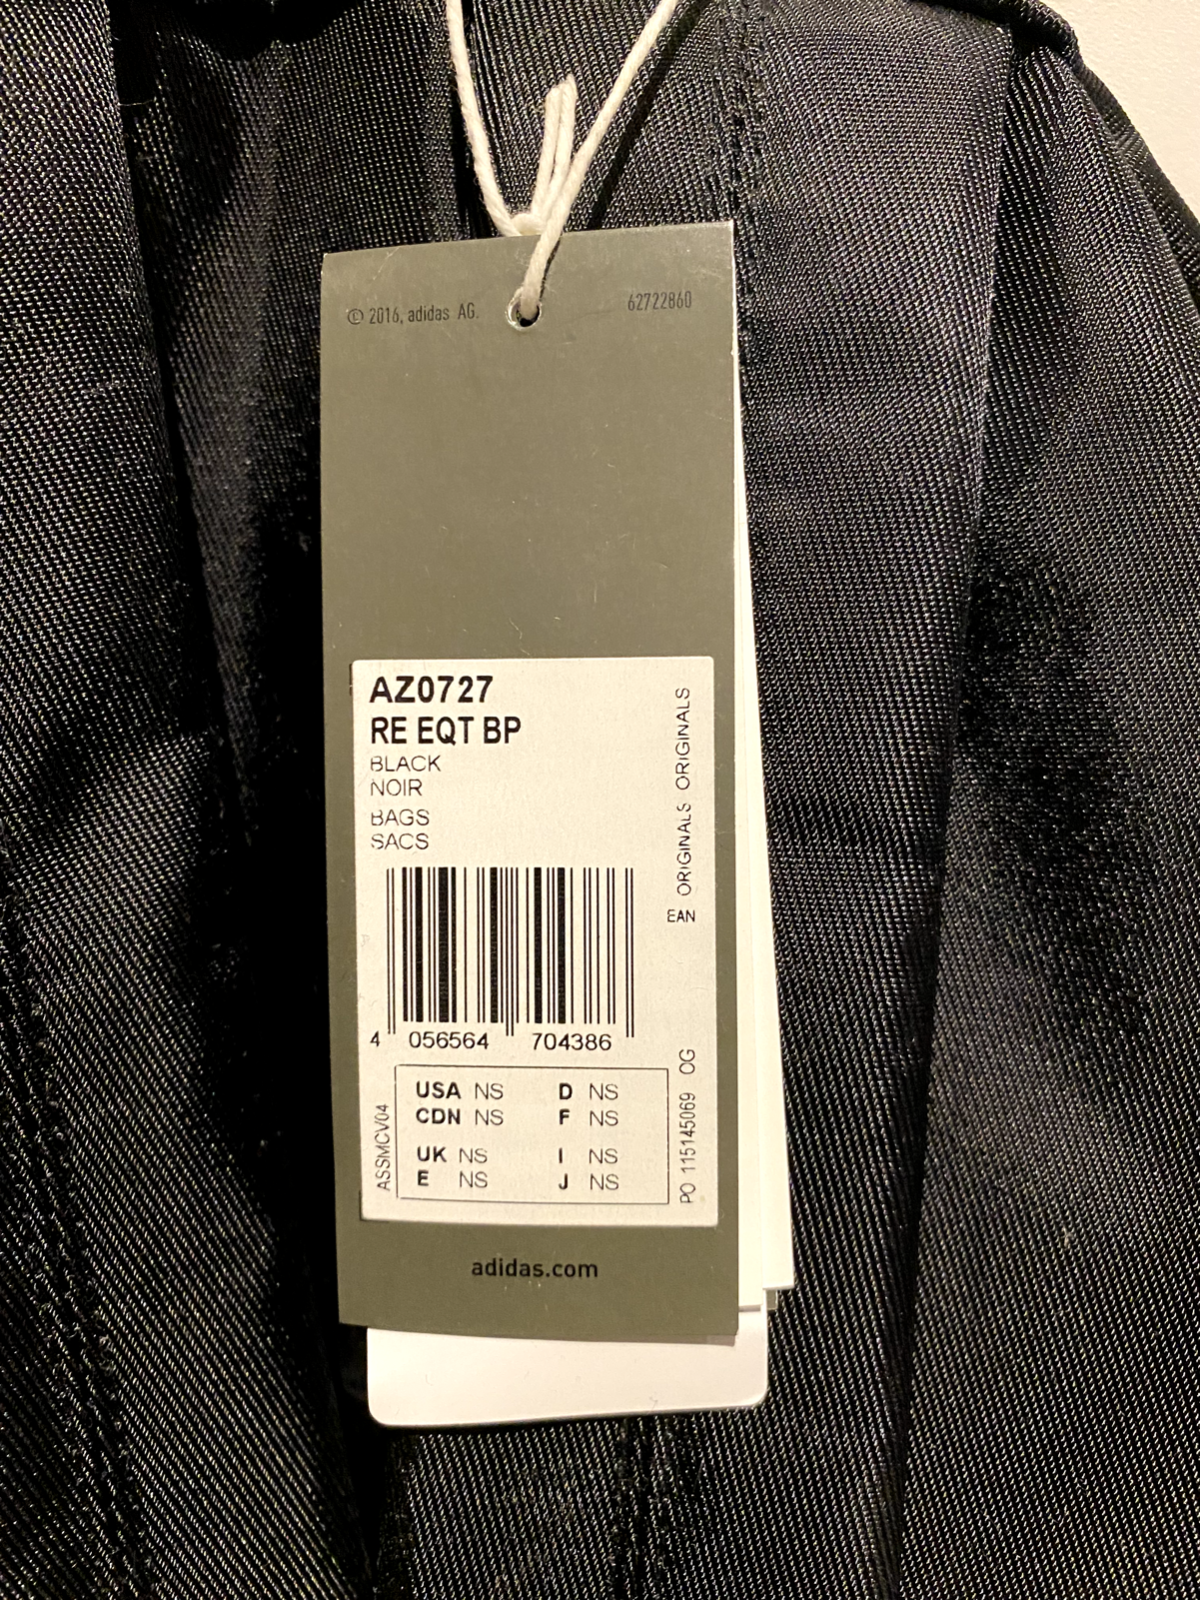 © 2016, adidas AG.
62722860
AZ0727
RE EQT BP
BLACK
NOIR
BAGS
SACS
ORIGINALS ORIGINALS
EAN
4 056564 704386
USA NS D NS
CDN NS F NS
UK NS I NS
E NS J NS
ASSMCV04
PO 115145069 OG
adidas.com